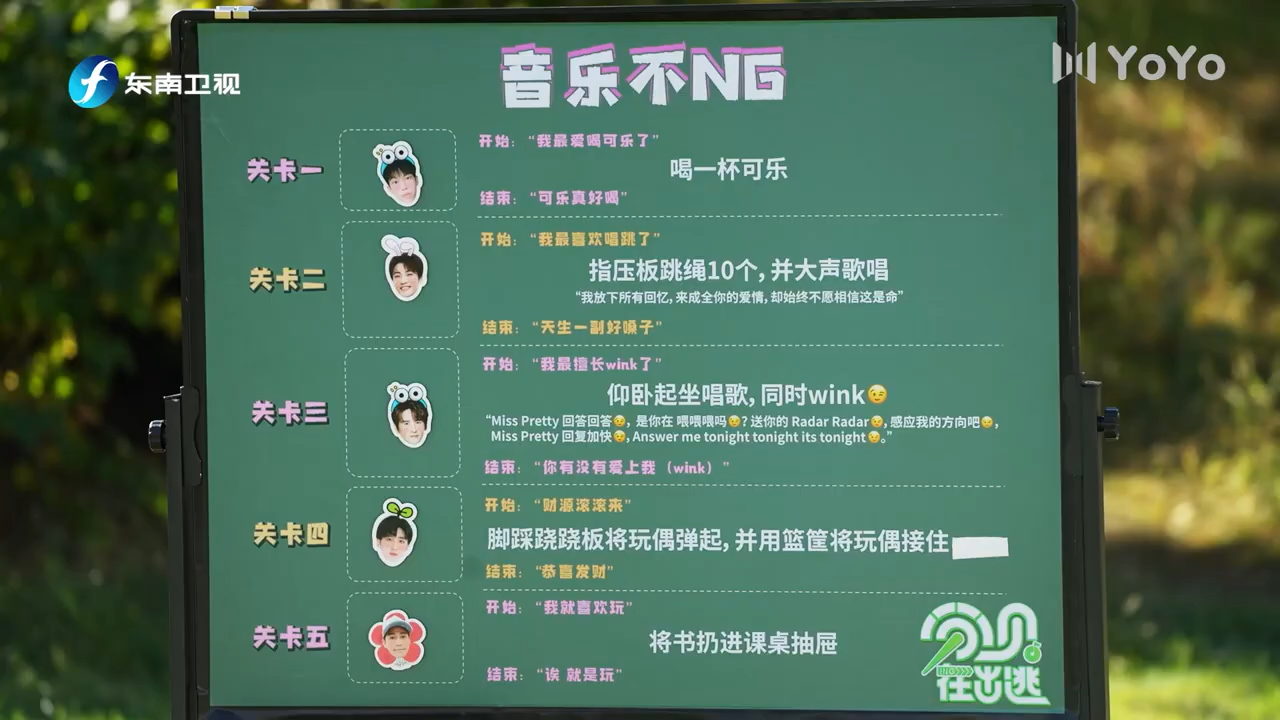 东南卫视
YoYo
音乐不NG
关卡一
开始：“我最爱喝可乐了”
喝一杯可乐
结束：“可乐真好喝”
关卡二
开始：“我最喜欢唱跳了”
指压板跳绳10个，并大声歌唱
“我放下所有回忆，来成全你的爱情，却始终不愿相信这是命”
结束：“天生一副好嗓子”
关卡三
开始：“我最擅长wink了”
仰卧起坐唱歌，同时wink😉
“Miss Pretty 回答回答😉，是你在 喂喂喂吗😉？送你的 Radar Radar😉，感应我的方向吧😉，
Miss Pretty 回复加快😉，Answer me tonight tonight its tonight😉。”
结束：“你有没有爱上我（wink）”
关卡四
开始：“财源滚滚来”
脚踩跷跷板将玩偶弹起，并用篮筐将玩偶接住
结束：“恭喜发财”
关卡五
开始：“我就喜欢玩”
将书扔进课桌抽屉
结束：“诶 就是玩”
在出逃